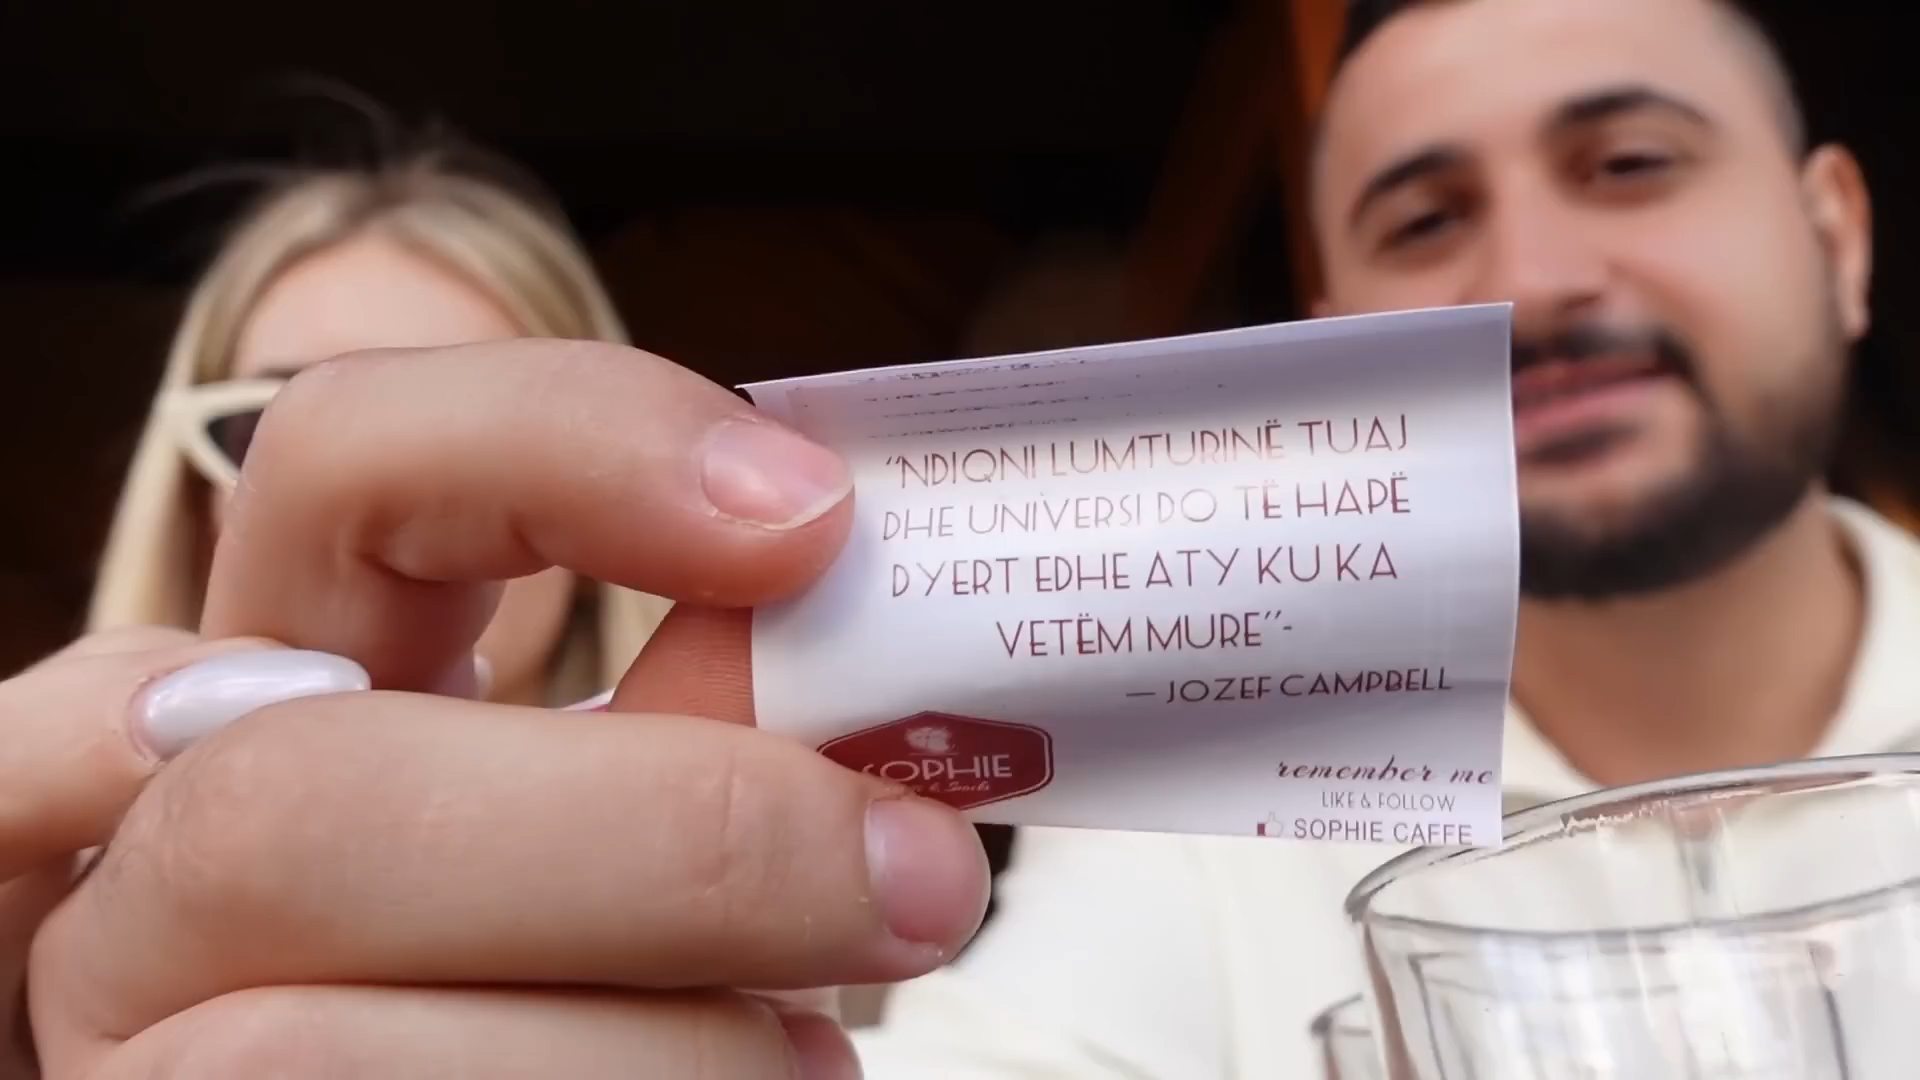 “NDIQNI LUMTURINË TUAJ
DHE UNIVERSI DO TË HAPË
DYERT EDHE ATY KU KA
VETËM MURE”-
— JOZEF CAMPBELL
SOPHIE
remember me
LIKE & FOLLOW
SOPHIE CAFFE